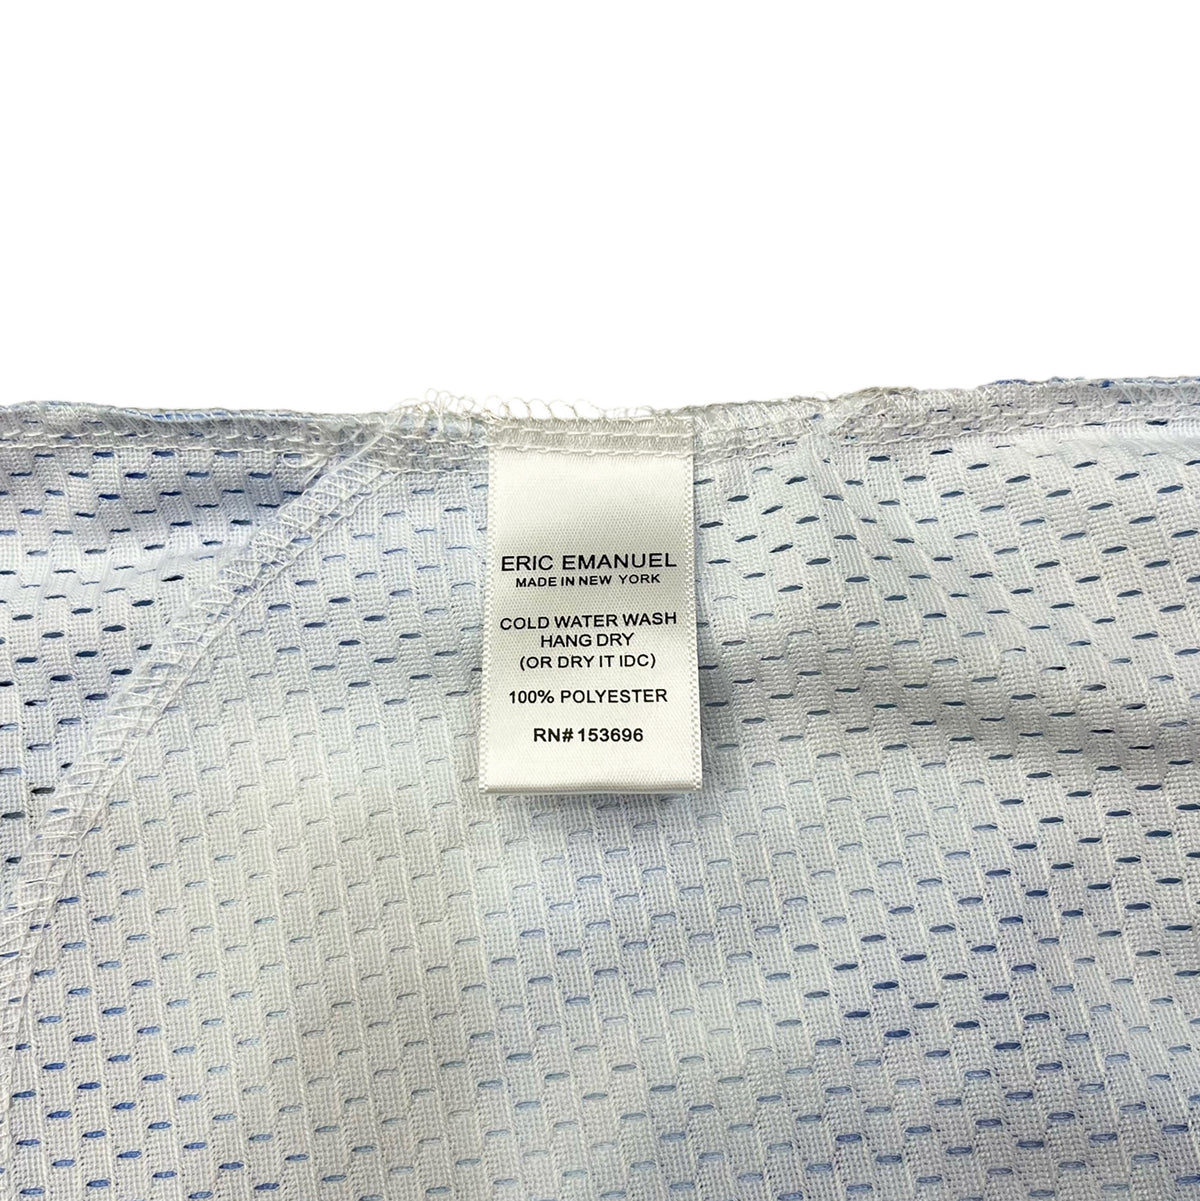 ERIC EMANUEL
MADE IN NEW YORK
COLD WATER WASH
HANG DRY
(OR DRY IT IDC)
100% POLYESTER
RN# 153696